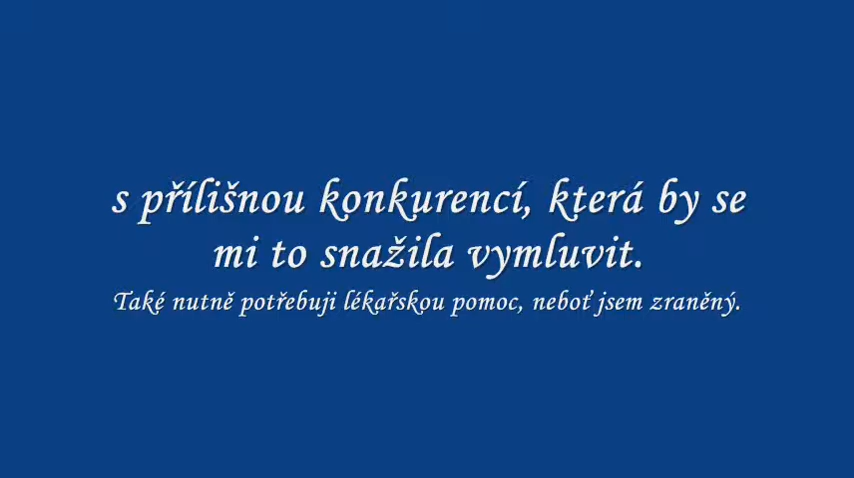 s přílišnou konkurencí, která by se
mi to snažila vymluvit.
Také nutně potřebuji lékařskou pomoc, neboť jsem zraněný.